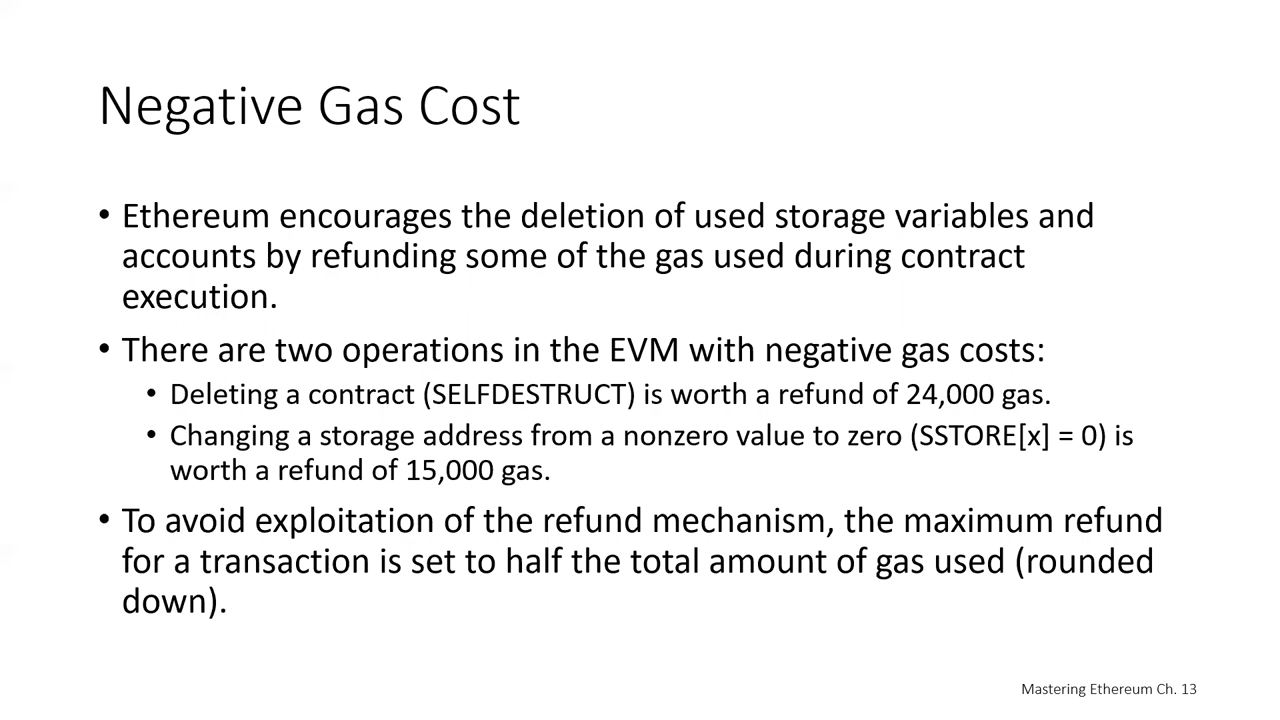 Negative Gas Cost
• Ethereum encourages the deletion of used storage variables and
accounts by refunding some of the gas used during contract
execution.
• There are two operations in the EVM with negative gas costs:
• Deleting a contract (SELFDESTRUCT) is worth a refund of 24,000 gas.
• Changing a storage address from a nonzero value to zero (SSTORE[x] = 0) is
worth a refund of 15,000 gas.
• To avoid exploitation of the refund mechanism, the maximum refund
for a transaction is set to half the total amount of gas used (rounded
down).
Mastering Ethereum Ch. 13